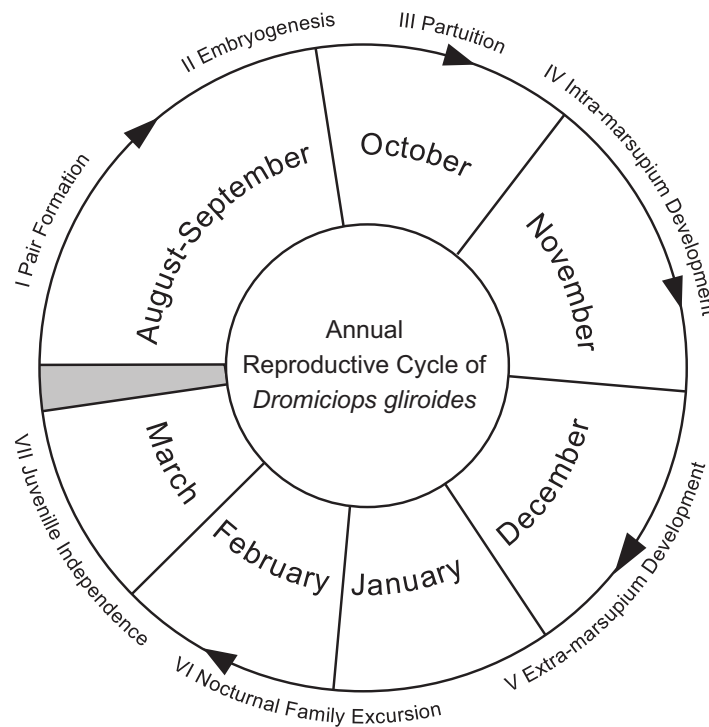 I Pair Formation
II Embryogenesis
III Partuition
IV Intra-marsupium Development
V Extra-marsupium Development
VI Nocturnal Family Excursion
VII Juvenille Independence
August-September
October
November
December
January
February
March
Annual
Reproductive Cycle of
Dromiciops gliroides